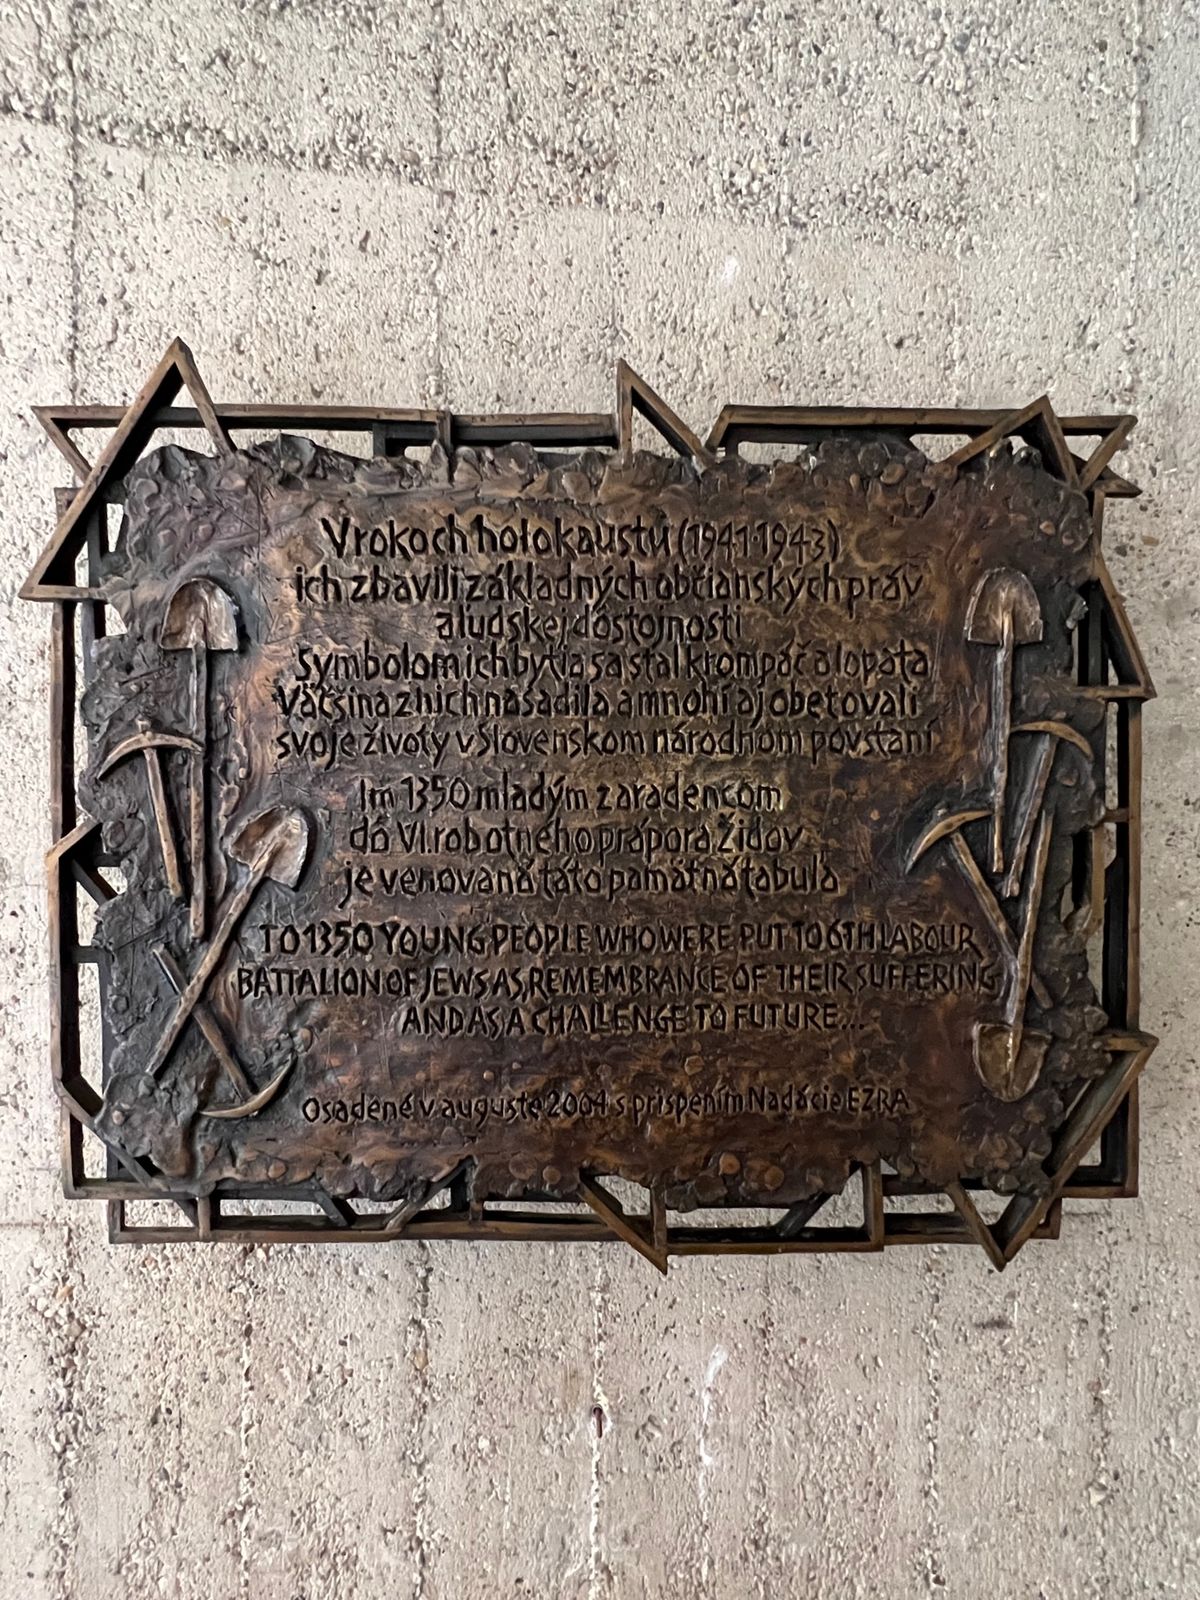 V rokoch holokaustu (1941-1943)
ich zbavili základných občianských práv
a ľudskej dôstojnosti
Symbolom ich bytia sa stal krompáč a lopata
Väčšina z nich nasadila a mnohí aj obetovali
svoje životy v Slovenskom národnom povstaní
Im 1350 mladým zaradencom
do VI. robotného prápora Židov
je venovaná táto pamätná tabuľa
TO 1350 YOUNG PEOPLE WHO WERE PUT TO 6TH LABOUR
BATTALION OF JEWS AS REMEMBRANCE OF THEIR SUFFERING
AND AS A CHALLENGE TO FUTURE...
Osadené v auguste 2004 s prispením Nadácie EZRA